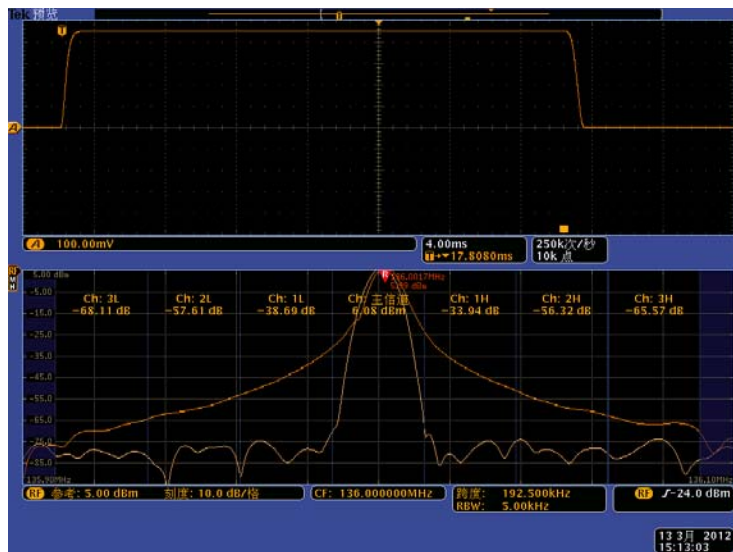 Tek 预览
A 100.00mV
4.00ms
17.8080ms
250k次/秒
10k 点
5.00 dBm
136.0017MHz
Ch: 3L
-68.11 dB
Ch: 2L
-57.61 dB
Ch: 1L
-38.69 dB
Ch: 主信道
6.08 dBm
Ch: 1H
-33.94 dB
Ch: 2H
-56.32 dB
Ch: 3H
-65.57 dB
-5.00
-15.0
-25.0
-35.0
-45.0
-55.0
-65.0
135.90MHz
136.10MHz
RF 参考: 5.00 dBm 刻度: 10.0 dB/格
CF: 136.000000MHz
跨度: 192.500kHz
RBW: 5.00kHz
RF -24.0 dBm
13 3月 2012
15:13:03